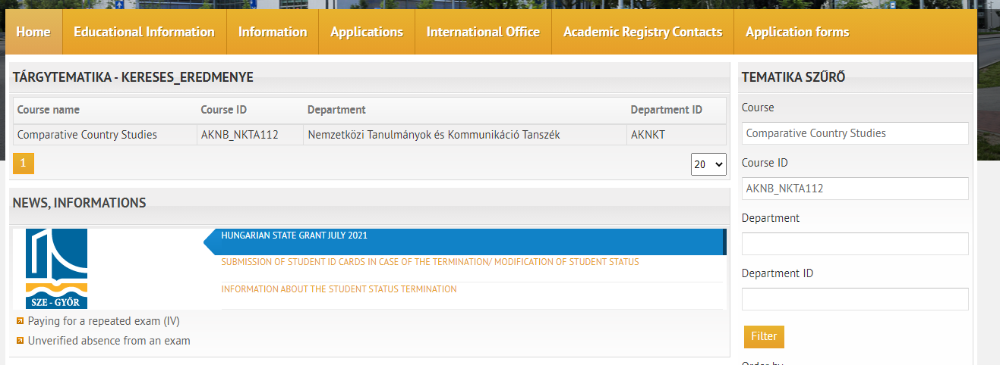 Home Educational Information Information Applications International Office Academic Registry Contacts Application forms
TÁRGYTEMATIKA - KERESES_EREDMENYE
Course name Course ID Department Department ID
Comparative Country Studies AKNB_NKTA112 Nemzetközi Tanulmányok és Kommunikáció Tanszék AKNKT
1 20
NEWS, INFORMATIONS
SZE - GYŐR
HUNGARIAN STATE GRANT JULY 2021
SUBMISSION OF STUDENT ID CARDS IN CASE OF THE TERMINATION/ MODIFICATION OF STUDENT STATUS
INFORMATION ABOUT THE STUDENT STATUS TERMINATION
Paying for a repeated exam (IV)
Unverified absence from an exam
TEMATIKA SZŰRŐ
Course
Comparative Country Studies
Course ID
AKNB_NKTA112
Department
Department ID
Filter
Order by